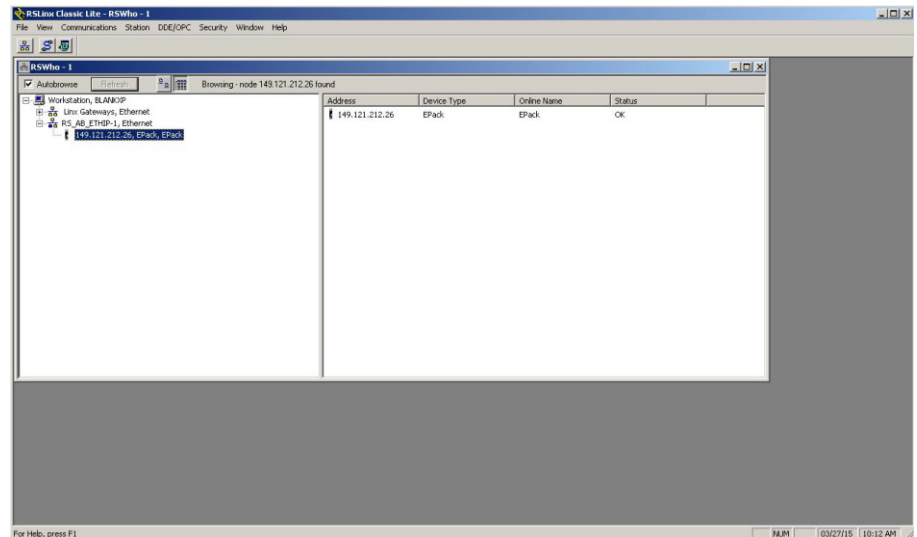 RSLinx Classic Lite - RSWho - 1
File View Communications Station DDE/OPC Security Window Help
RSWho - 1
Autobrowse Refresh Browsing - node 149.121.212.26 found
Workstation, BLANKXP
Linx Gateways, Ethernet
RS_AB_ETHIP-1, Ethernet
149.121.212.26, EPack, EPack
Address Device Type Online Name Status
149.121.212.26 EPack EPack OK
For Help, press F1 NUM 03/27/15 10:12 AM